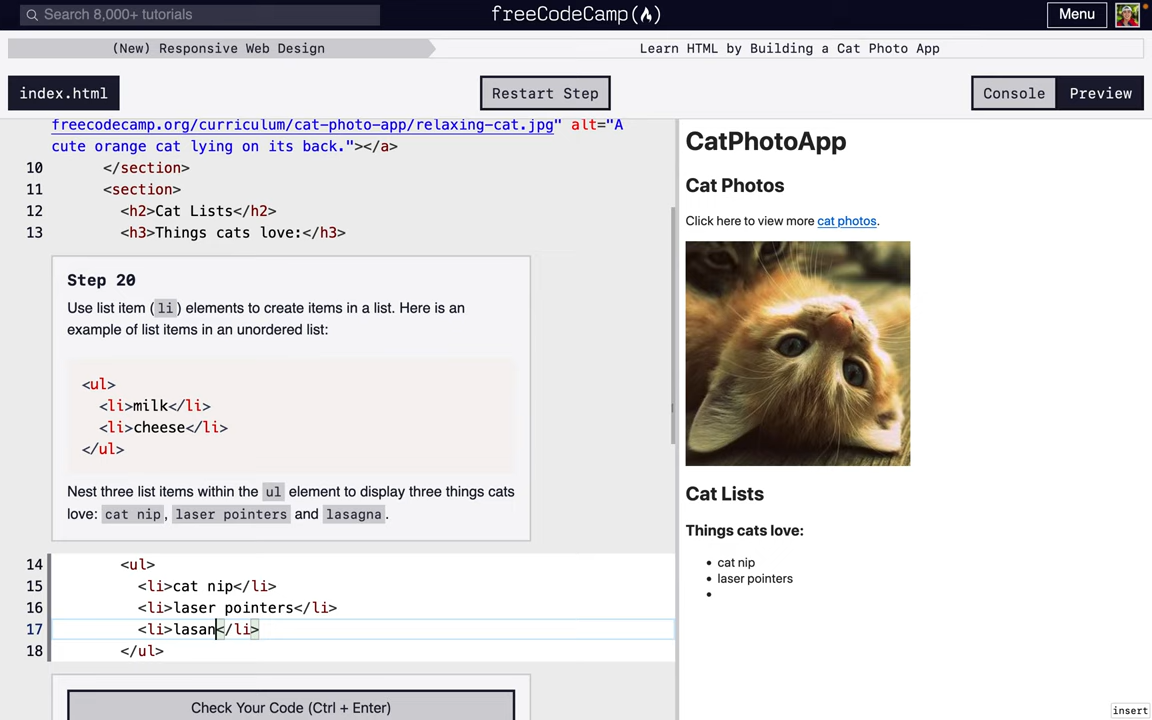 Search 8,000+ tutorials
freeCodeCamp
Menu
(New) Responsive Web Design
Learn HTML by Building a Cat Photo App
index.html
Restart Step
Console
Preview
freecodecamp.org/curriculum/cat-photo-app/relaxing-cat.jpg" alt="A
cute orange cat lying on its back."></a>
10 </section>
11 <section>
12 <h2>Cat Lists</h2>
13 <h3>Things cats love:</h3>
Step 20
Use list item (li) elements to create items in a list. Here is an
example of list items in an unordered list:
<ul>
<li>milk</li>
<li>cheese</li>
</ul>
Nest three list items within the ul element to display three things cats
love: cat nip, laser pointers and lasagna.
14 <ul>
15 <li>cat nip</li>
16 <li>laser pointers</li>
17 <li>lasan</li>
18 </ul>
Check Your Code (Ctrl + Enter)
CatPhotoApp
Cat Photos
Click here to view more cat photos.
Cat Lists
Things cats love:
• cat nip
• laser pointers
•
insert